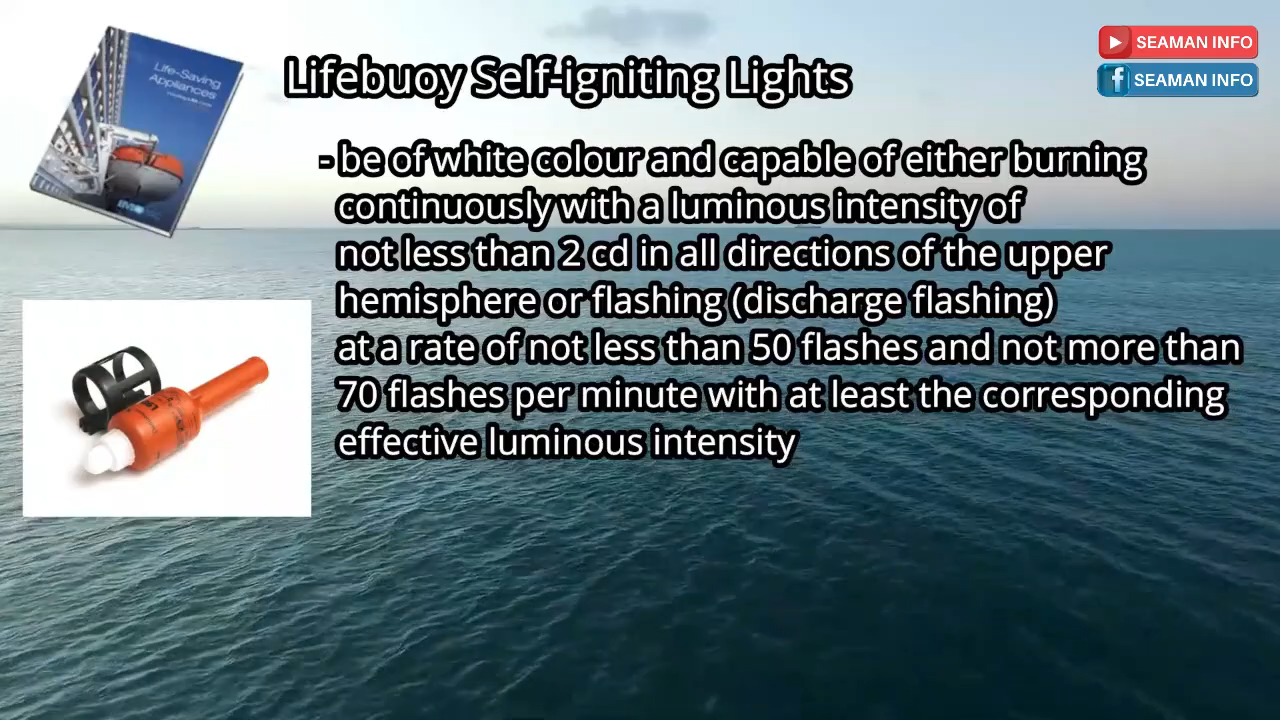 Life-Saving
Appliances
Lifebuoy Self-igniting Lights
SEAMAN INFO
SEAMAN INFO
- be of white colour and capable of either burning
continuously with a luminous intensity of
not less than 2 cd in all directions of the upper
hemisphere or flashing (discharge flashing)
at a rate of not less than 50 flashes and not more than
70 flashes per minute with at least the corresponding
effective luminous intensity